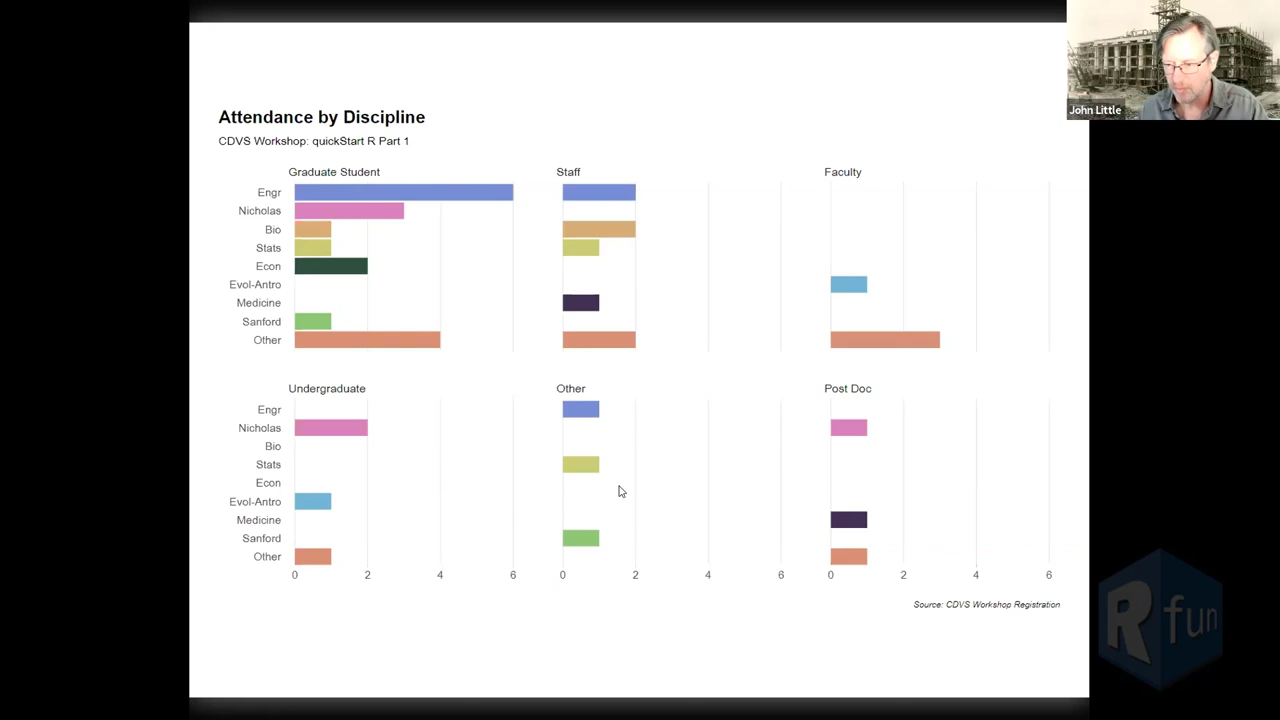 John Little
Attendance by Discipline
CDVS Workshop: quickStart R Part 1
Graduate Student
Staff
Faculty
Engr
Nicholas
Bio
Stats
Econ
Evol-Antro
Medicine
Sanford
Other
Undergraduate
Other
Post Doc
Engr
Nicholas
Bio
Stats
Econ
Evol-Antro
Medicine
Sanford
Other
0 2 4 6 0 2 4 6 0 2 4 6
Source: CDVS Workshop Registration
R fun